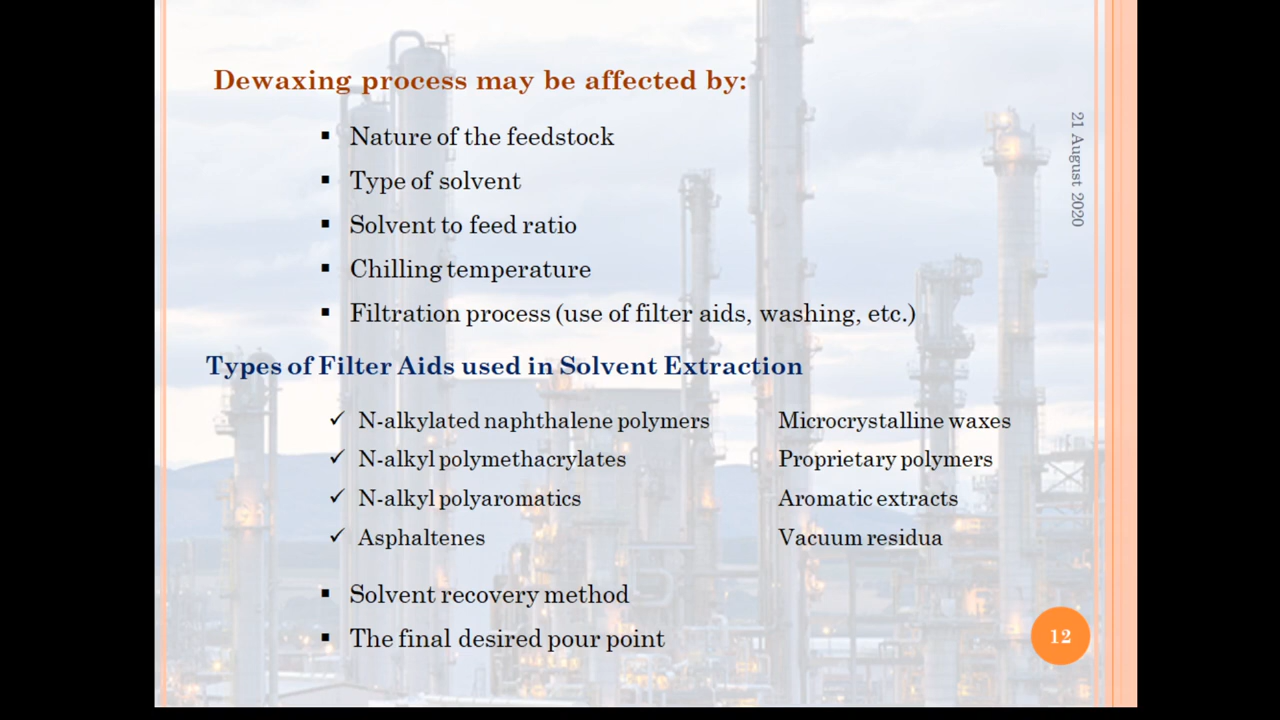 Dewaxing process may be affected by:
▪ Nature of the feedstock
▪ Type of solvent
▪ Solvent to feed ratio
▪ Chilling temperature
▪ Filtration process (use of filter aids, washing, etc.)
Types of Filter Aids used in Solvent Extraction
✓ N-alkylated naphthalene polymers Microcrystalline waxes
✓ N-alkyl polymethacrylates Proprietary polymers
✓ N-alkyl polyaromatics Aromatic extracts
✓ Asphaltenes Vacuum residua
▪ Solvent recovery method
▪ The final desired pour point
21 August 2020
12